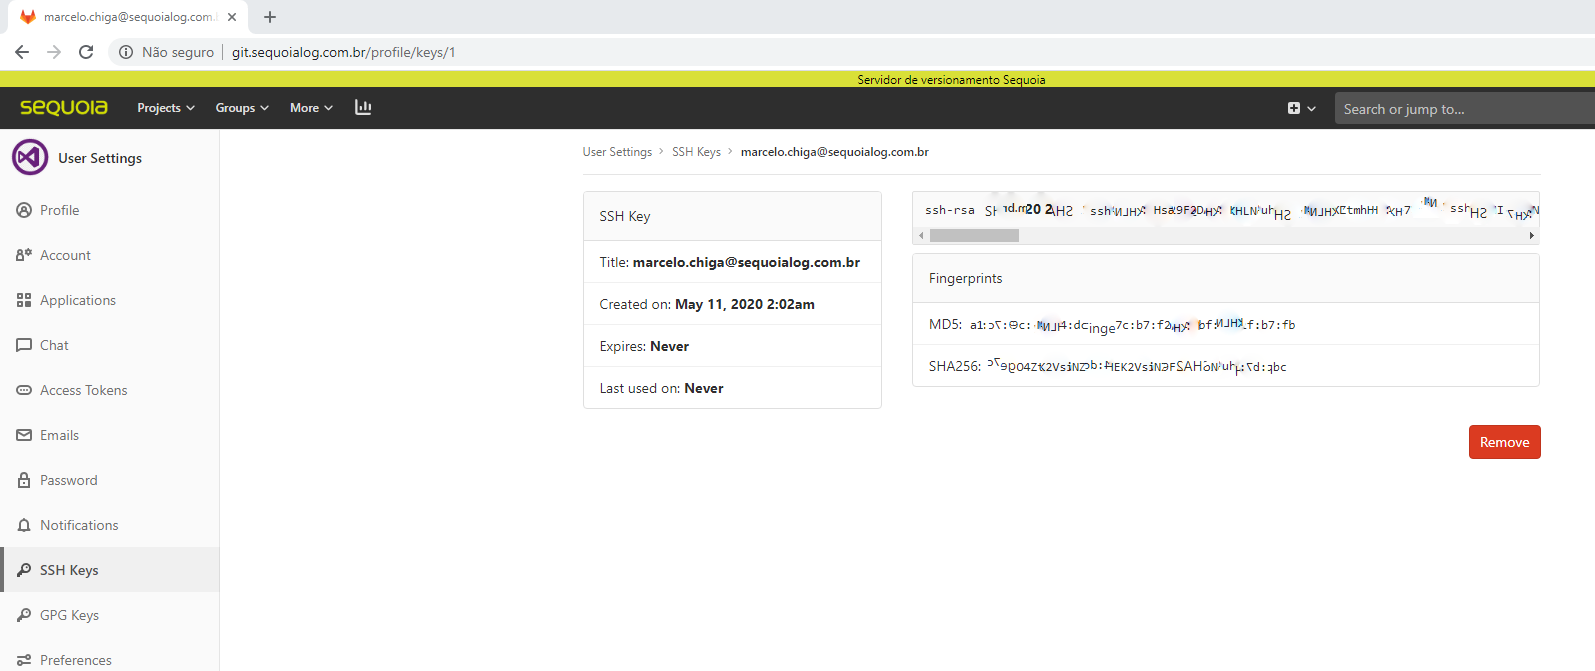 marcelo.chiga@sequoialog.com.
Não seguro
git.sequoialog.com.br/profile/keys/1
Servidor de versionamento Sequoia
sequoia
Projects
Groups
More
Search or jump to...
User Settings
User Settings > SSH Keys > marcelo.chiga@sequoialog.com.br
Profile
Account
Applications
Chat
Access Tokens
Emails
Password
Notifications
SSH Keys
GPG Keys
Preferences
SSH Key
Title: marcelo.chiga@sequoialog.com.br
Created on: May 11, 2020 2:02am
Expires: Never
Last used on: Never
ssh-rsa
Fingerprints
MD5:
SHA256:
Remove